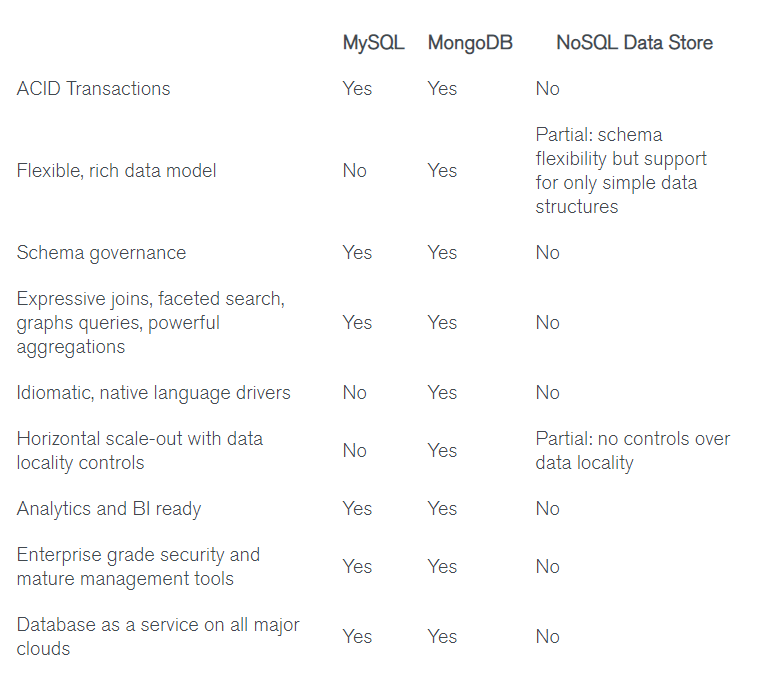 MySQL MongoDB NoSQL Data Store
ACID Transactions Yes Yes No
Partial: schema
flexibility but support
Flexible, rich data model No Yes
for only simple data
structures
Schema governance Yes Yes No
Expressive joins, faceted search,
graphs queries, powerful Yes Yes No
aggregations
Idiomatic, native language drivers No Yes No
Horizontal scale-out with data Partial: no controls over
No Yes
locality controls data locality
Analytics and BI ready Yes Yes No
Enterprise grade security and
Yes Yes No
mature management tools
Database as a service on all major
Yes Yes No
clouds